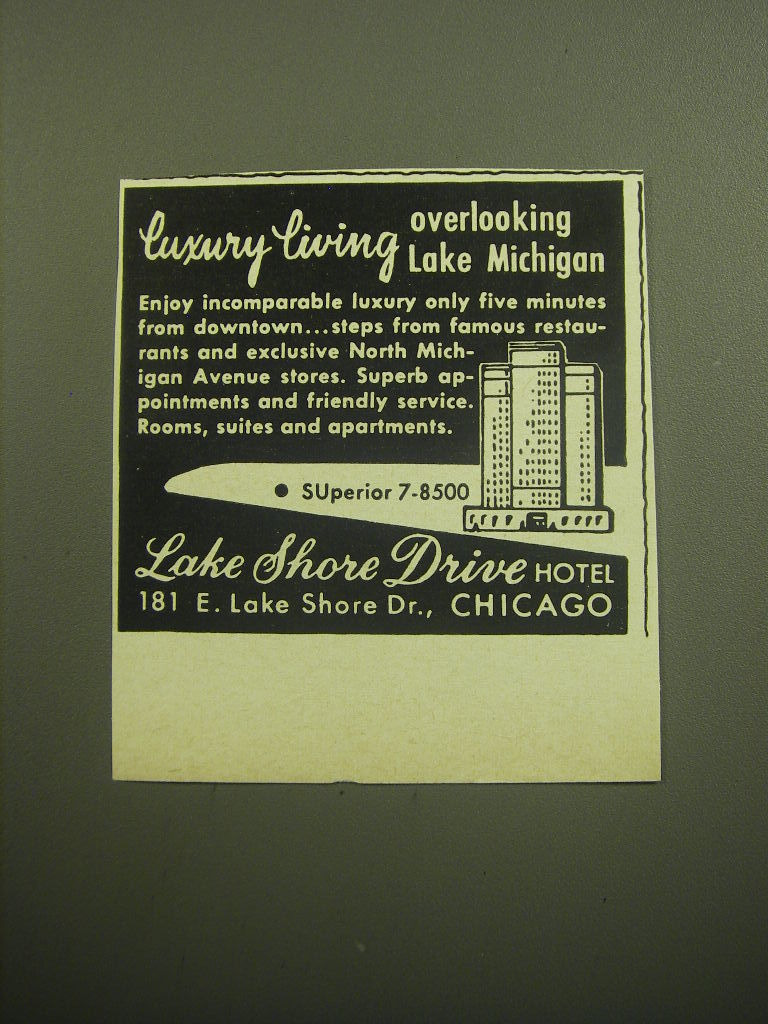 luxury living overlooking
Lake Michigan
Enjoy incomparable luxury only five minutes
from downtown...steps from famous restau-
rants and exclusive North Mich-
igan Avenue stores. Superb ap-
pointments and friendly service.
Rooms, suites and apartments.
• SUperior 7-8500
Lake Shore Drive HOTEL
181 E. Lake Shore Dr., CHICAGO